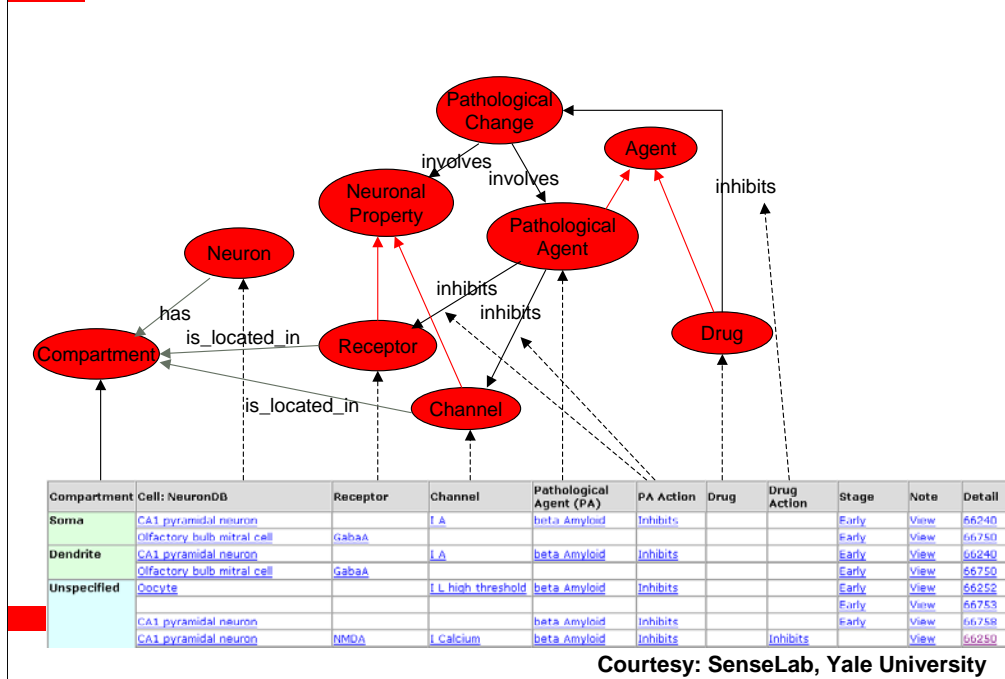 Pathological
Change
Agent
involves
involves
inhibits
Neuronal
Property
Pathological
Agent
Neuron
inhibits
inhibits
has
is_located_in
Compartment
Receptor
Drug
is_located_in
Channel
Compartment Cell: NeuronDB Receptor Channel Pathological Agent (PA) PA Action Drug Drug Action Stage Note Detail
Soma CA1 pyramidal neuron I A beta Amyloid Inhibits Early View 66240
Olfactory bulb mitral cell GabaA Early View 66750
Dendrite CA1 pyramidal neuron I A beta Amyloid Inhibits Early View 66240
Olfactory bulb mitral cell GabaA Early View 66750
Unspecified Oocyte I L high threshold beta Amyloid Inhibits Early View 66252
Early View 66753
CA1 pyramidal neuron beta Amyloid Inhibits Early View 66758
CA1 pyramidal neuron NMDA I Calcium beta Amyloid Inhibits Inhibits View 66250
Courtesy: SenseLab, Yale University